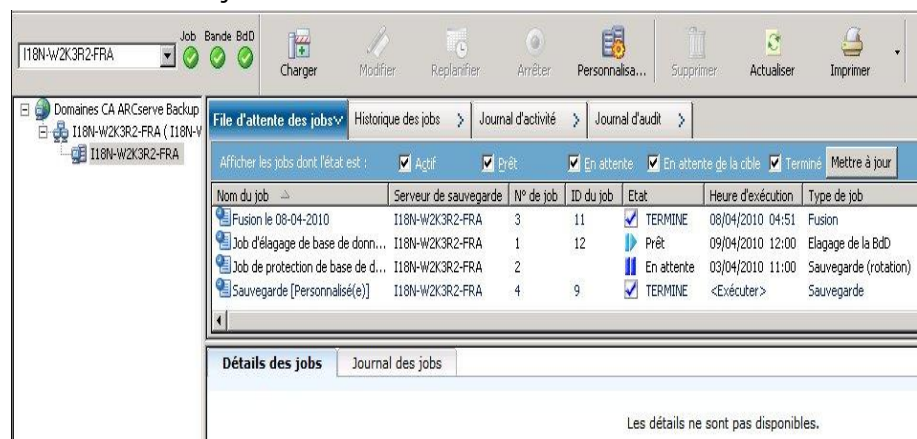 I18N-W2K3R2-FRA
Job Bande BdD
Charger Modifier Replanifier Arrêter Personnalisa... Supprimer Actualiser Imprimer
Domaines CA ARCserve Backup
I18N-W2K3R2-FRA ( I18N-V
I18N-W2K3R2-FRA
File d'attente des jobs Historique des jobs Journal d'activité Journal d'audit
Afficher les jobs dont l'état est : Actif Prêt En attente En attente de la cible Terminé Mettre à jour
Nom du job Serveur de sauvegarde N° de job ID du job Etat Heure d'exécution Type de job
Fusion le 08-04-2010 I18N-W2K3R2-FRA 3 11 TERMINE 08/04/2010 04:51 Fusion
Job d'élagage de base de donn... I18N-W2K3R2-FRA 1 12 Prêt 09/04/2010 12:00 Elagage de la BdD
Job de protection de base de d... I18N-W2K3R2-FRA 2 En attente 03/04/2010 11:00 Sauvegarde (rotation)
Sauvegarde [Personnalisé(e)] I18N-W2K3R2-FRA 4 9 TERMINE <Exécuter> Sauvegarde
Détails des jobs Journal des jobs
Les détails ne sont pas disponibles.